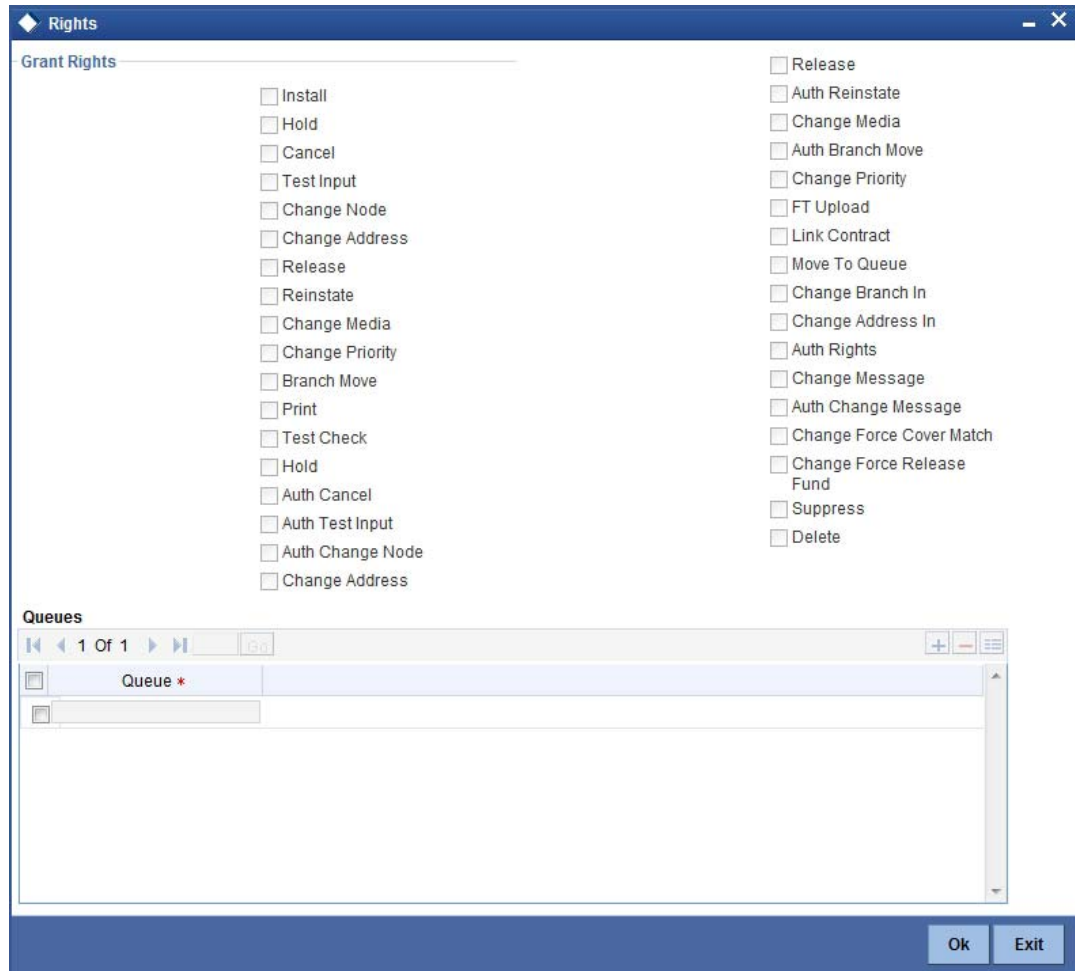 Rights
Grant Rights
Install
Hold
Cancel
Test Input
Change Node
Change Address
Release
Reinstate
Change Media
Change Priority
Branch Move
Print
Test Check
Hold
Auth Cancel
Auth Test Input
Auth Change Node
Change Address
Release
Auth Reinstate
Change Media
Auth Branch Move
Change Priority
FT Upload
Link Contract
Move To Queue
Change Branch In
Change Address In
Auth Rights
Change Message
Auth Change Message
Change Force Cover Match
Change Force Release
Fund
Suppress
Delete
Queues
1 Of 1 Go
Queue *
Ok Exit